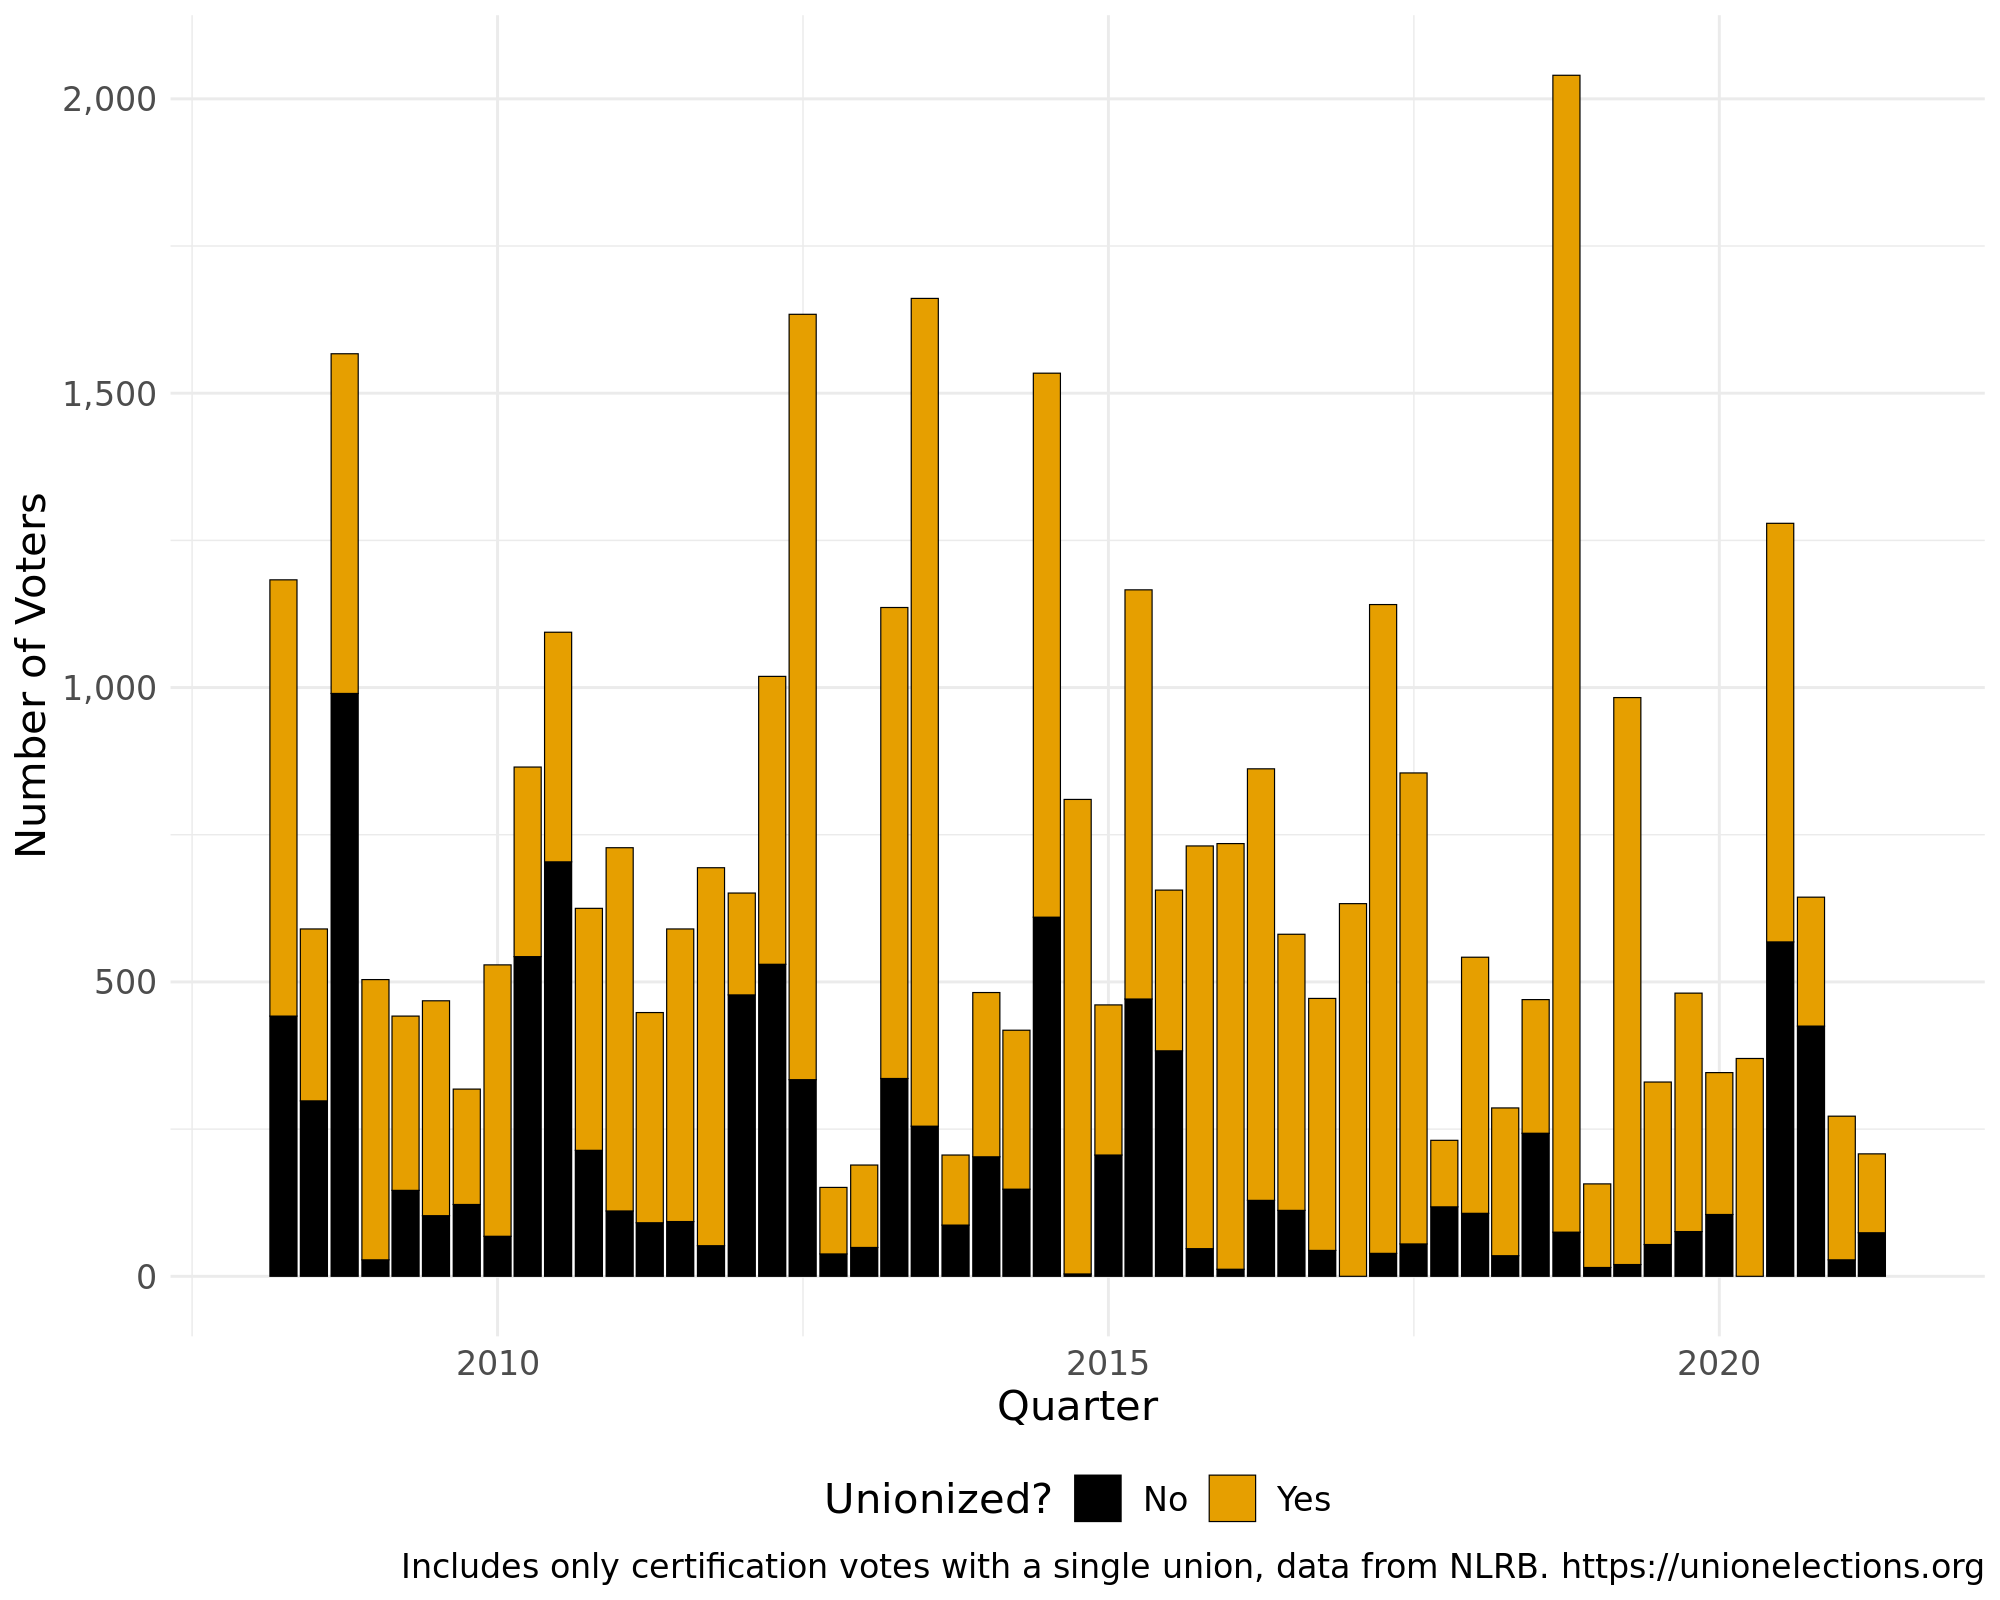 2,000
1,500
1,000
500
0
Number of Voters
2010
2015
2020
Quarter
Unionized?
No
Yes
Includes only certification votes with a single union, data from NLRB. https://unionelections.org